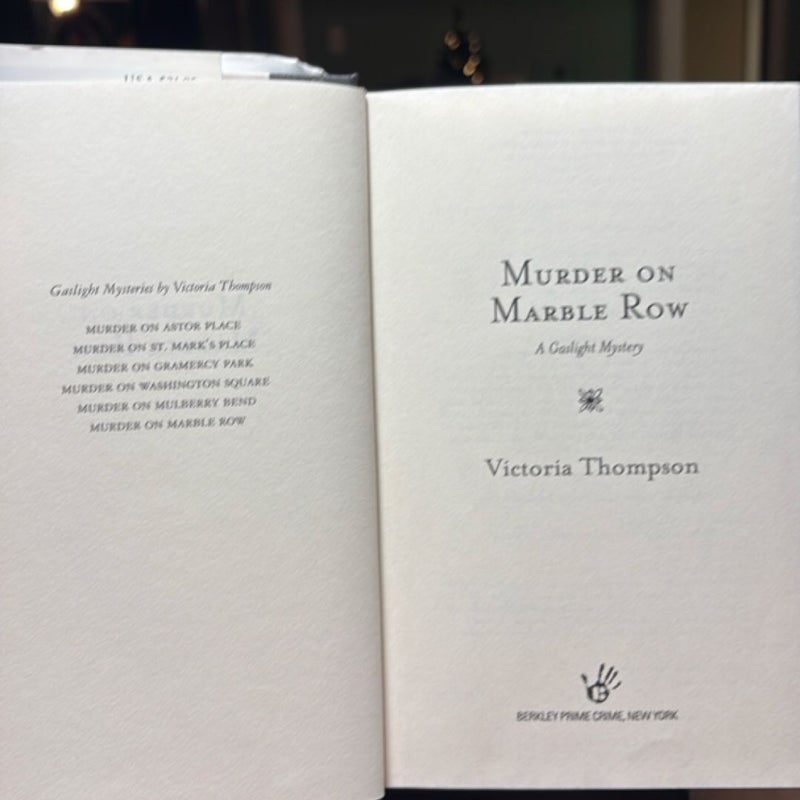 USA
Gaslight Mysteries by Victoria Thompson
MURDER ON ASTOR PLACE
MURDER ON ST. MARK'S PLACE
MURDER ON GRAMERCY PARK
MURDER ON WASHINGTON SQUARE
MURDER ON MULBERRY BEND
MURDER ON MARBLE ROW
MURDER ON
MARBLE ROW
A Gaslight Mystery
Victoria Thompson
BERKLEY PRIME CRIME, NEW YORK